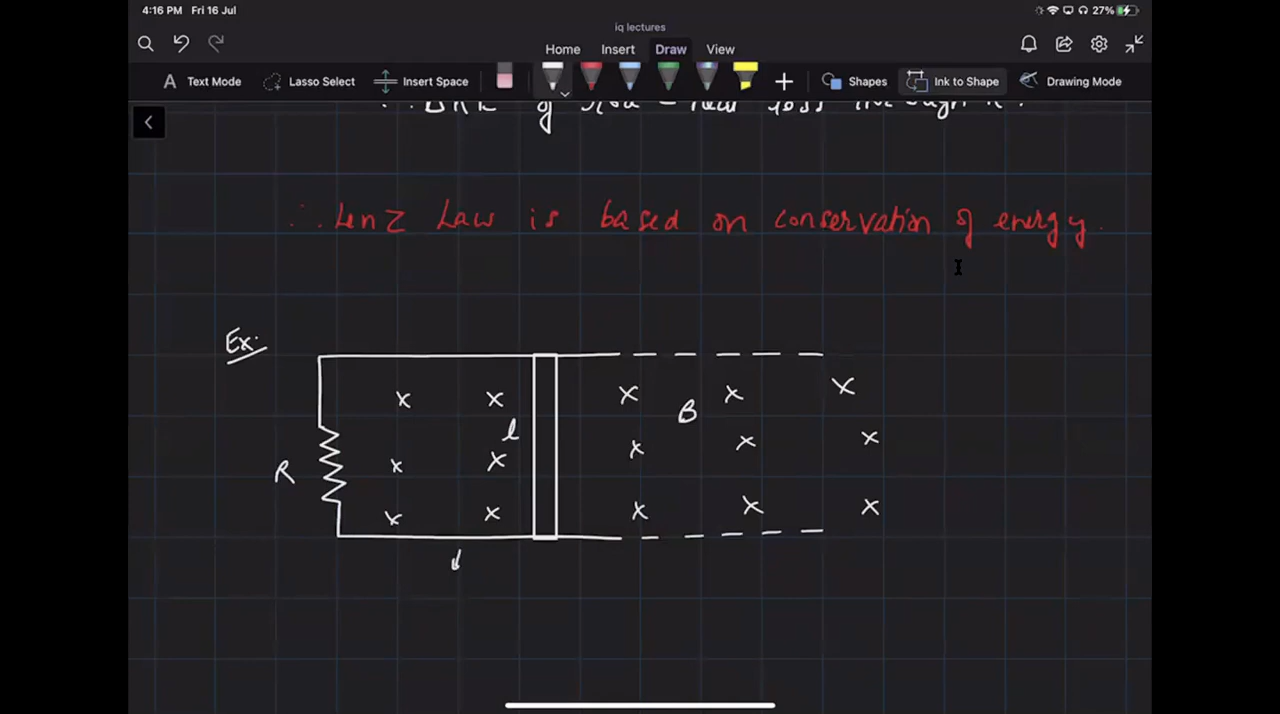 4:16 PM Fri 16 Jul
27%
iq lectures
Home Insert Draw View
Text Mode Lasso Select Insert Space Shapes Ink to Shape Drawing Mode
of
∴ Lenz Law is based on conservation of energy.
Ex:
x x x x x
l B
R x x x x x
x x x x x